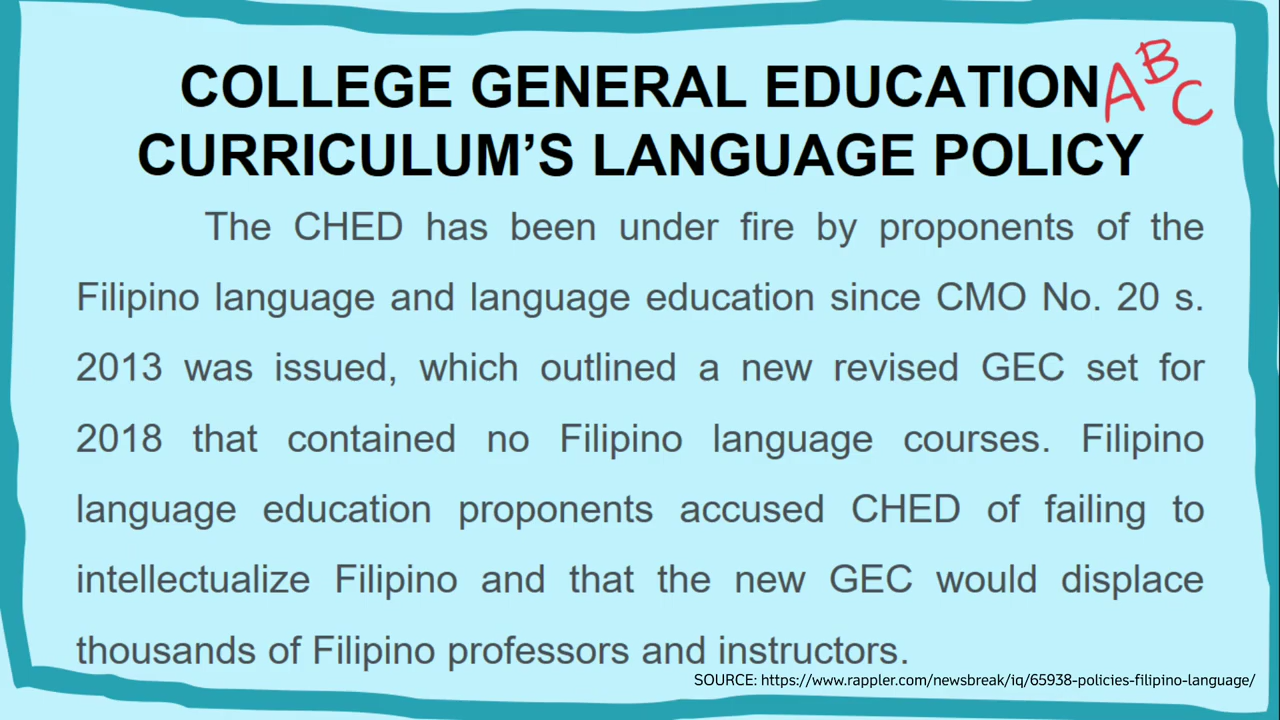 COLLEGE GENERAL EDUCATION
CURRICULUM'S LANGUAGE POLICY
ABC
The CHED has been under fire by proponents of the
Filipino language and language education since CMO No. 20 s.
2013 was issued, which outlined a new revised GEC set for
2018 that contained no Filipino language courses. Filipino
language education proponents accused CHED of failing to
intellectualize Filipino and that the new GEC would displace
thousands of Filipino professors and instructors.
SOURCE: https://www.rappler.com/newsbreak/iq/65938-policies-filipino-language/